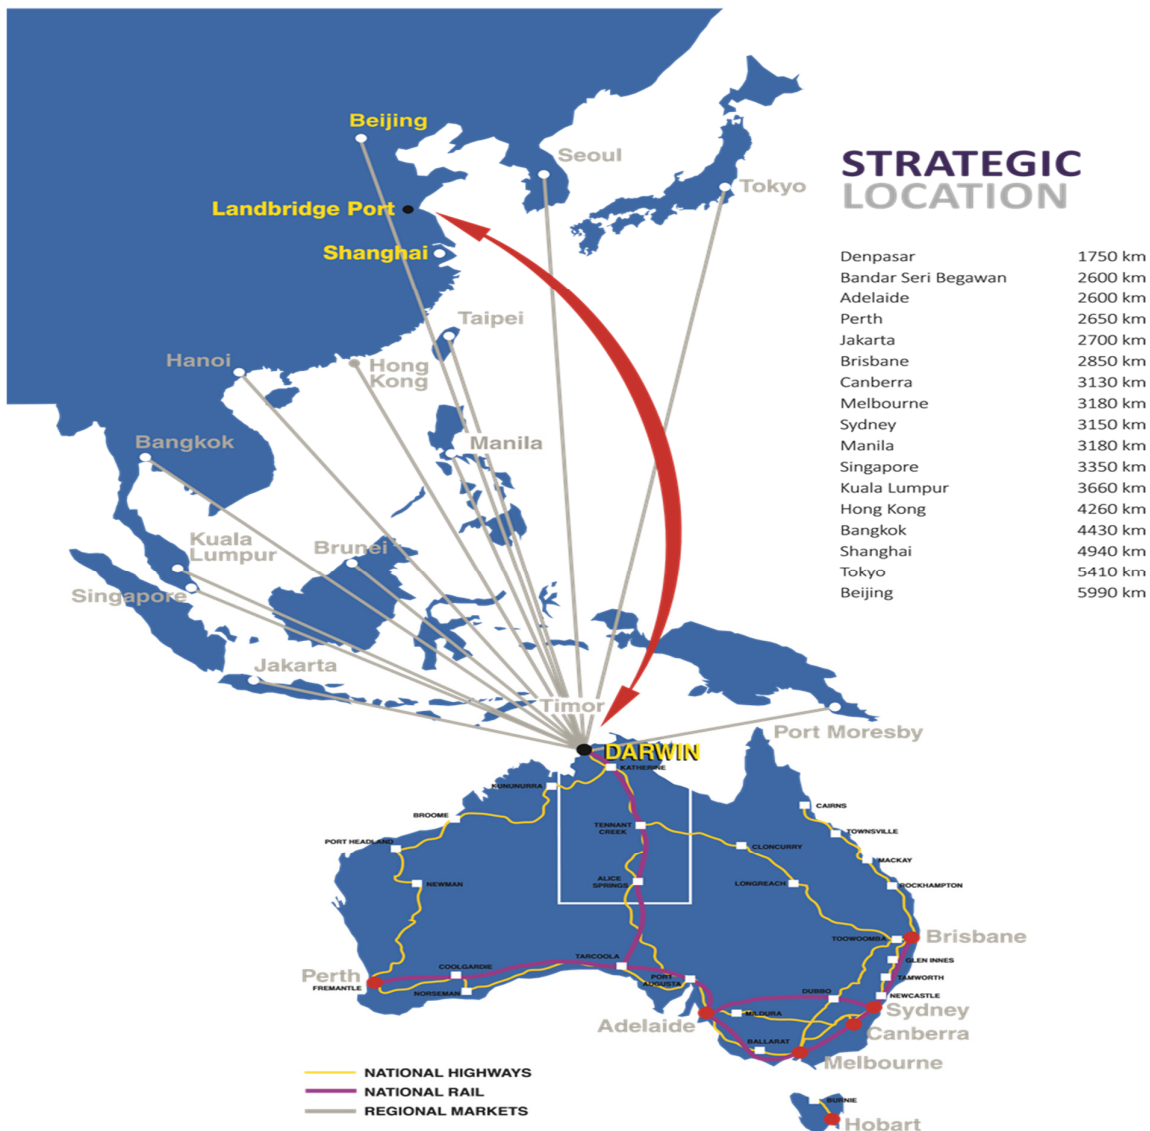 STRATEGIC
LOCATION
Denpasar 1750 km
Bandar Seri Begawan 2600 km
Adelaide 2600 km
Perth 2650 km
Jakarta 2700 km
Brisbane 2850 km
Canberra 3130 km
Melbourne 3180 km
Sydney 3150 km
Manila 3180 km
Singapore 3350 km
Kuala Lumpur 3660 km
Hong Kong 4260 km
Bangkok 4430 km
Shanghai 4940 km
Tokyo 5410 km
Beijing 5990 km
Beijing
Seoul
Tokyo
Landbridge Port
Shanghai
Taipei
Hanoi
Hong
Kong
Bangkok
Manila
Kuala
Lumpur
Brunei
Singapore
Jakarta
Timor
Port Moresby
DARWIN
KATHERINE
KUNUNURRA
BROOME
CAIRNS
TENNANT
CREEK
TOWNSVILLE
PORT HEADLAND
CLONCURRY
MACKAY
NEWMAN
ALICE
SPRINGS
LONGREACH
ROCKHAMPTON
TOOWOOMBA
Brisbane
GLEN INNES
TARCOOLA
COOLGARDIE
Perth
FREMANTLE
NORSEMAN
PORT
AUGUSTA
TAMWORTH
DUBBO
NEWCASTLE
Sydney
MILDURA
Adelaide
Canberra
BALLARAT
Melbourne
BURNIE
Hobart
NATIONAL HIGHWAYS
NATIONAL RAIL
REGIONAL MARKETS